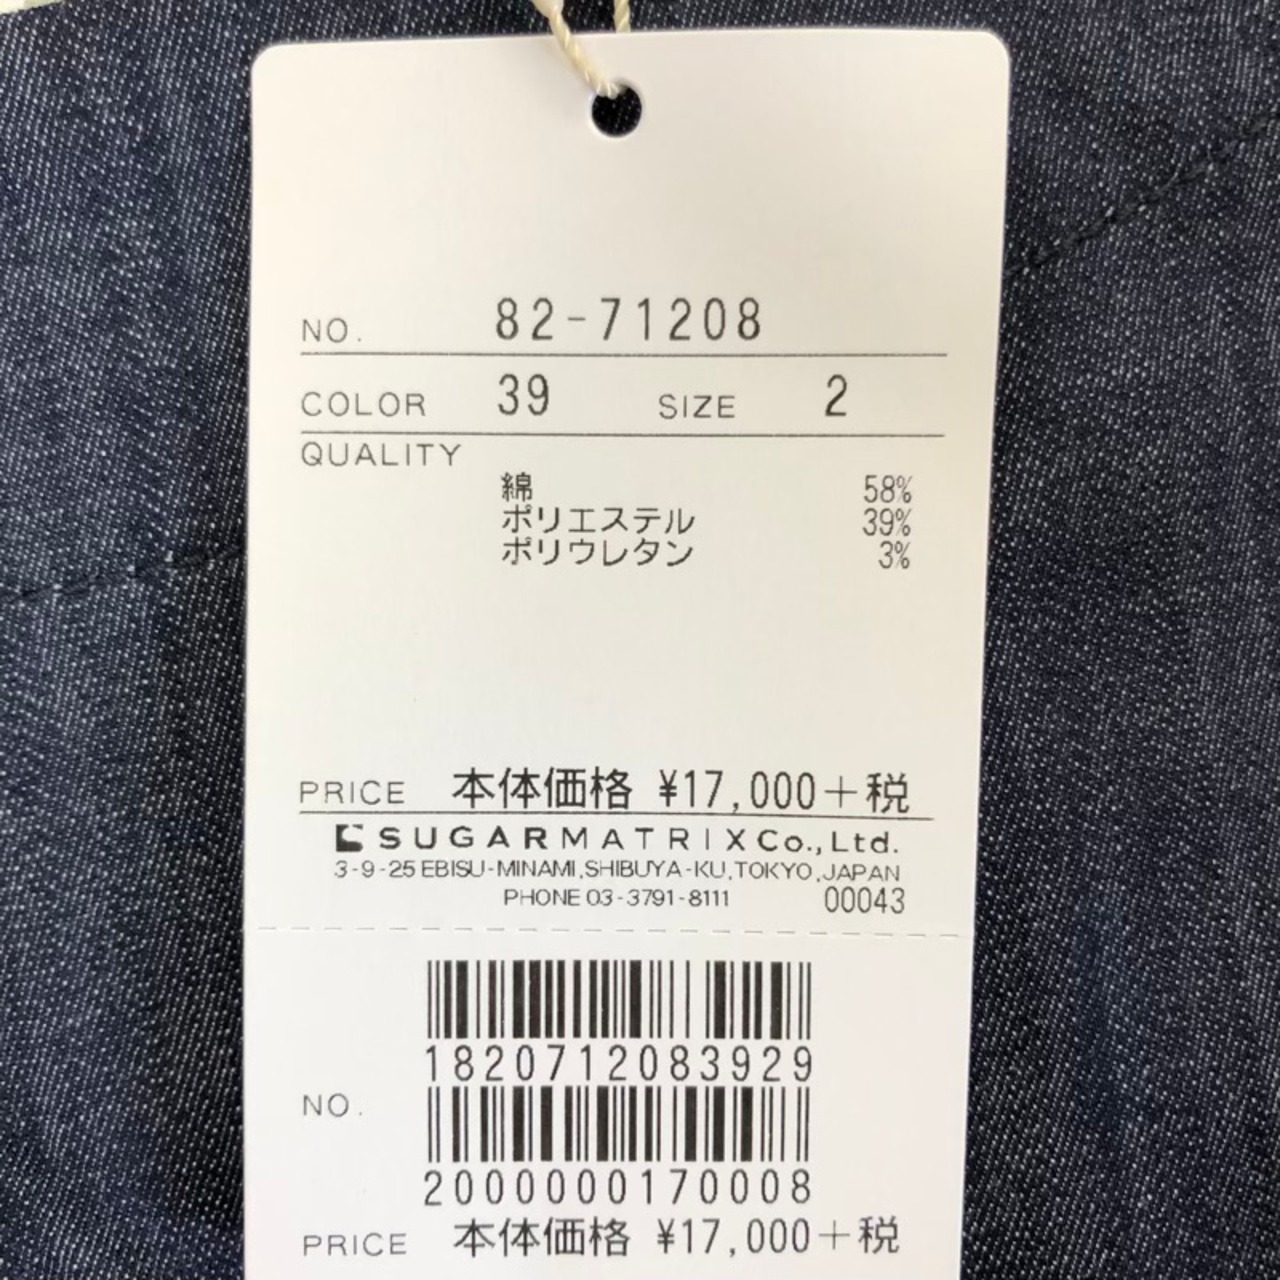 NO. 82-71208
COLOR 39 SIZE 2
QUALITY
綿 58%
ポリエステル 39%
ポリウレタン 3%
PRICE 本体価格 ¥17,000+税
SUGARMATRIX Co.,Ltd.
3-9-25 EBISU-MINAMI,SHIBUYA-KU,TOKYO,JAPAN
PHONE 03-3791-8111 00043
1820712083929
NO.
2000000170008
PRICE 本体価格 ¥17,000+税